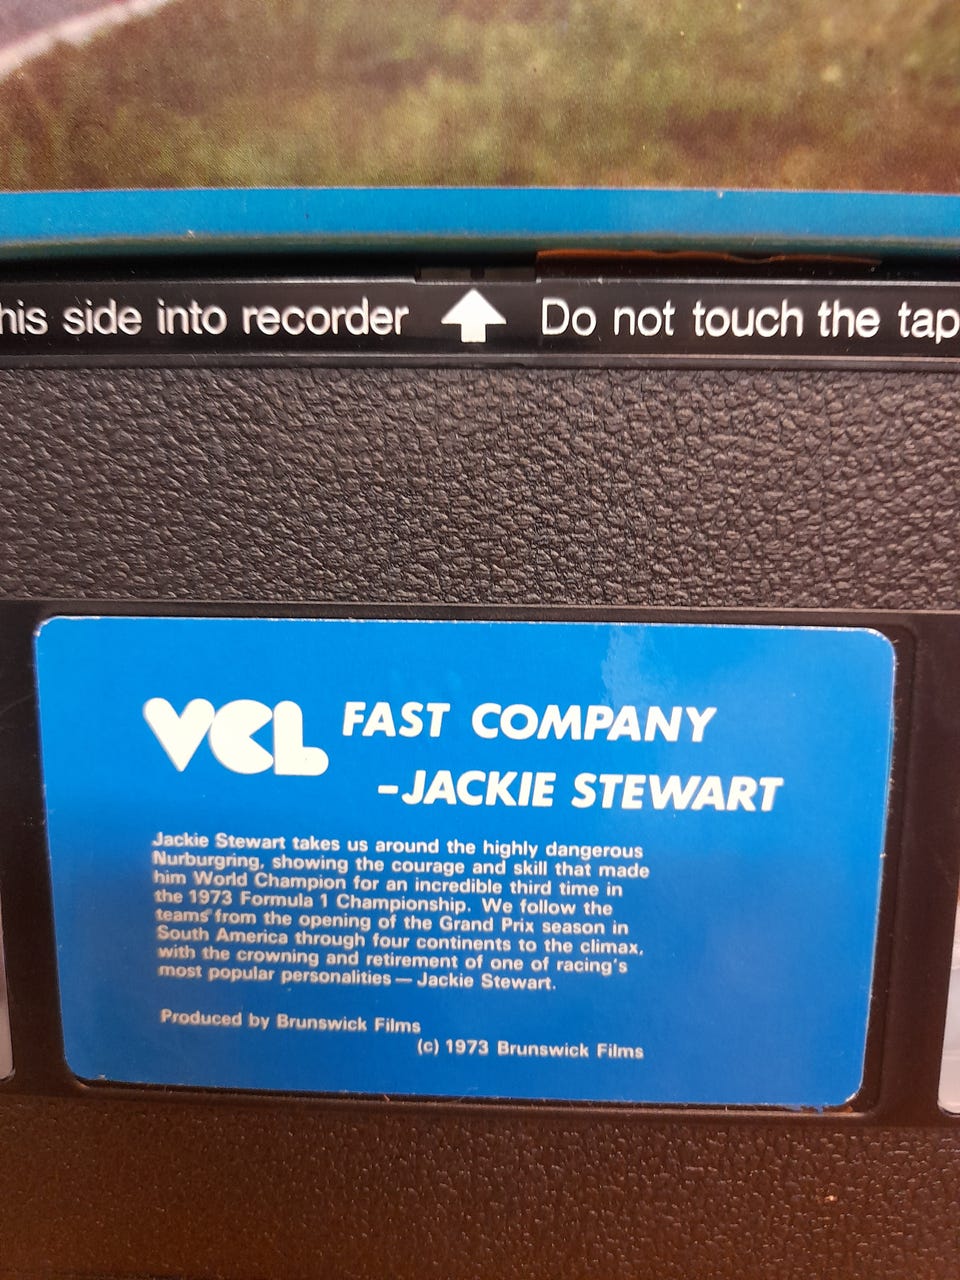 his side into recorder Do not touch the tap
VCL FAST COMPANY
-JACKIE STEWART
Jackie Stewart takes us around the highly dangerous
Nurburgring, showing the courage and skill that made
him World Champion for an incredible third time in
the 1973 Formula 1 Championship. We follow the
teams from the opening of the Grand Prix season in
South America through four continents to the climax,
with the crowning and retirement of one of racing's
most popular personalities — Jackie Stewart.
Produced by Brunswick Films
(c) 1973 Brunswick Films